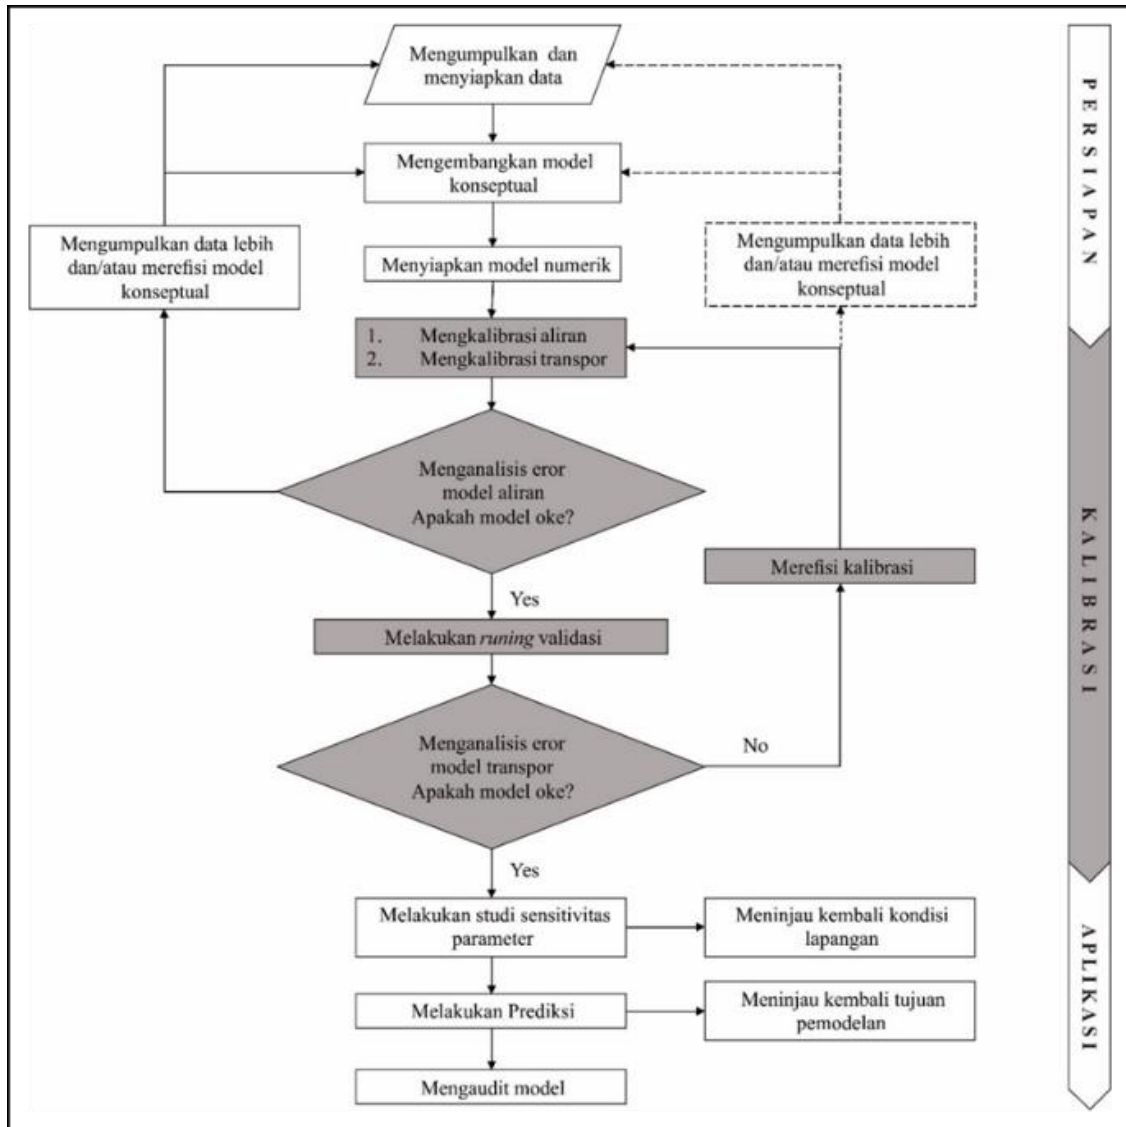 Mengumpulkan dan
menyiapkan data
Mengembangkan model
konseptual
Mengumpulkan data lebih
dan/atau merefisi model
konseptual
Menyiapkan model numerik
Mengumpulkan data lebih
dan/atau merefisi model
konseptual
1. Mengkalibrasi aliran
2. Mengkalibrasi transpor
Menganalisis eror
model aliran
Apakah model oke?
Merefisi kalibrasi
Yes
Melakukan runing validasi
Menganalisis eror
model transpor
Apakah model oke?
No
Yes
Melakukan studi sensitivitas
parameter
Meninjau kembali kondisi
lapangan
Melakukan Prediksi
Meninjau kembali tujuan
pemodelan
Mengaudit model
PERSIAPAN
KALIBRASI
APLIKASI